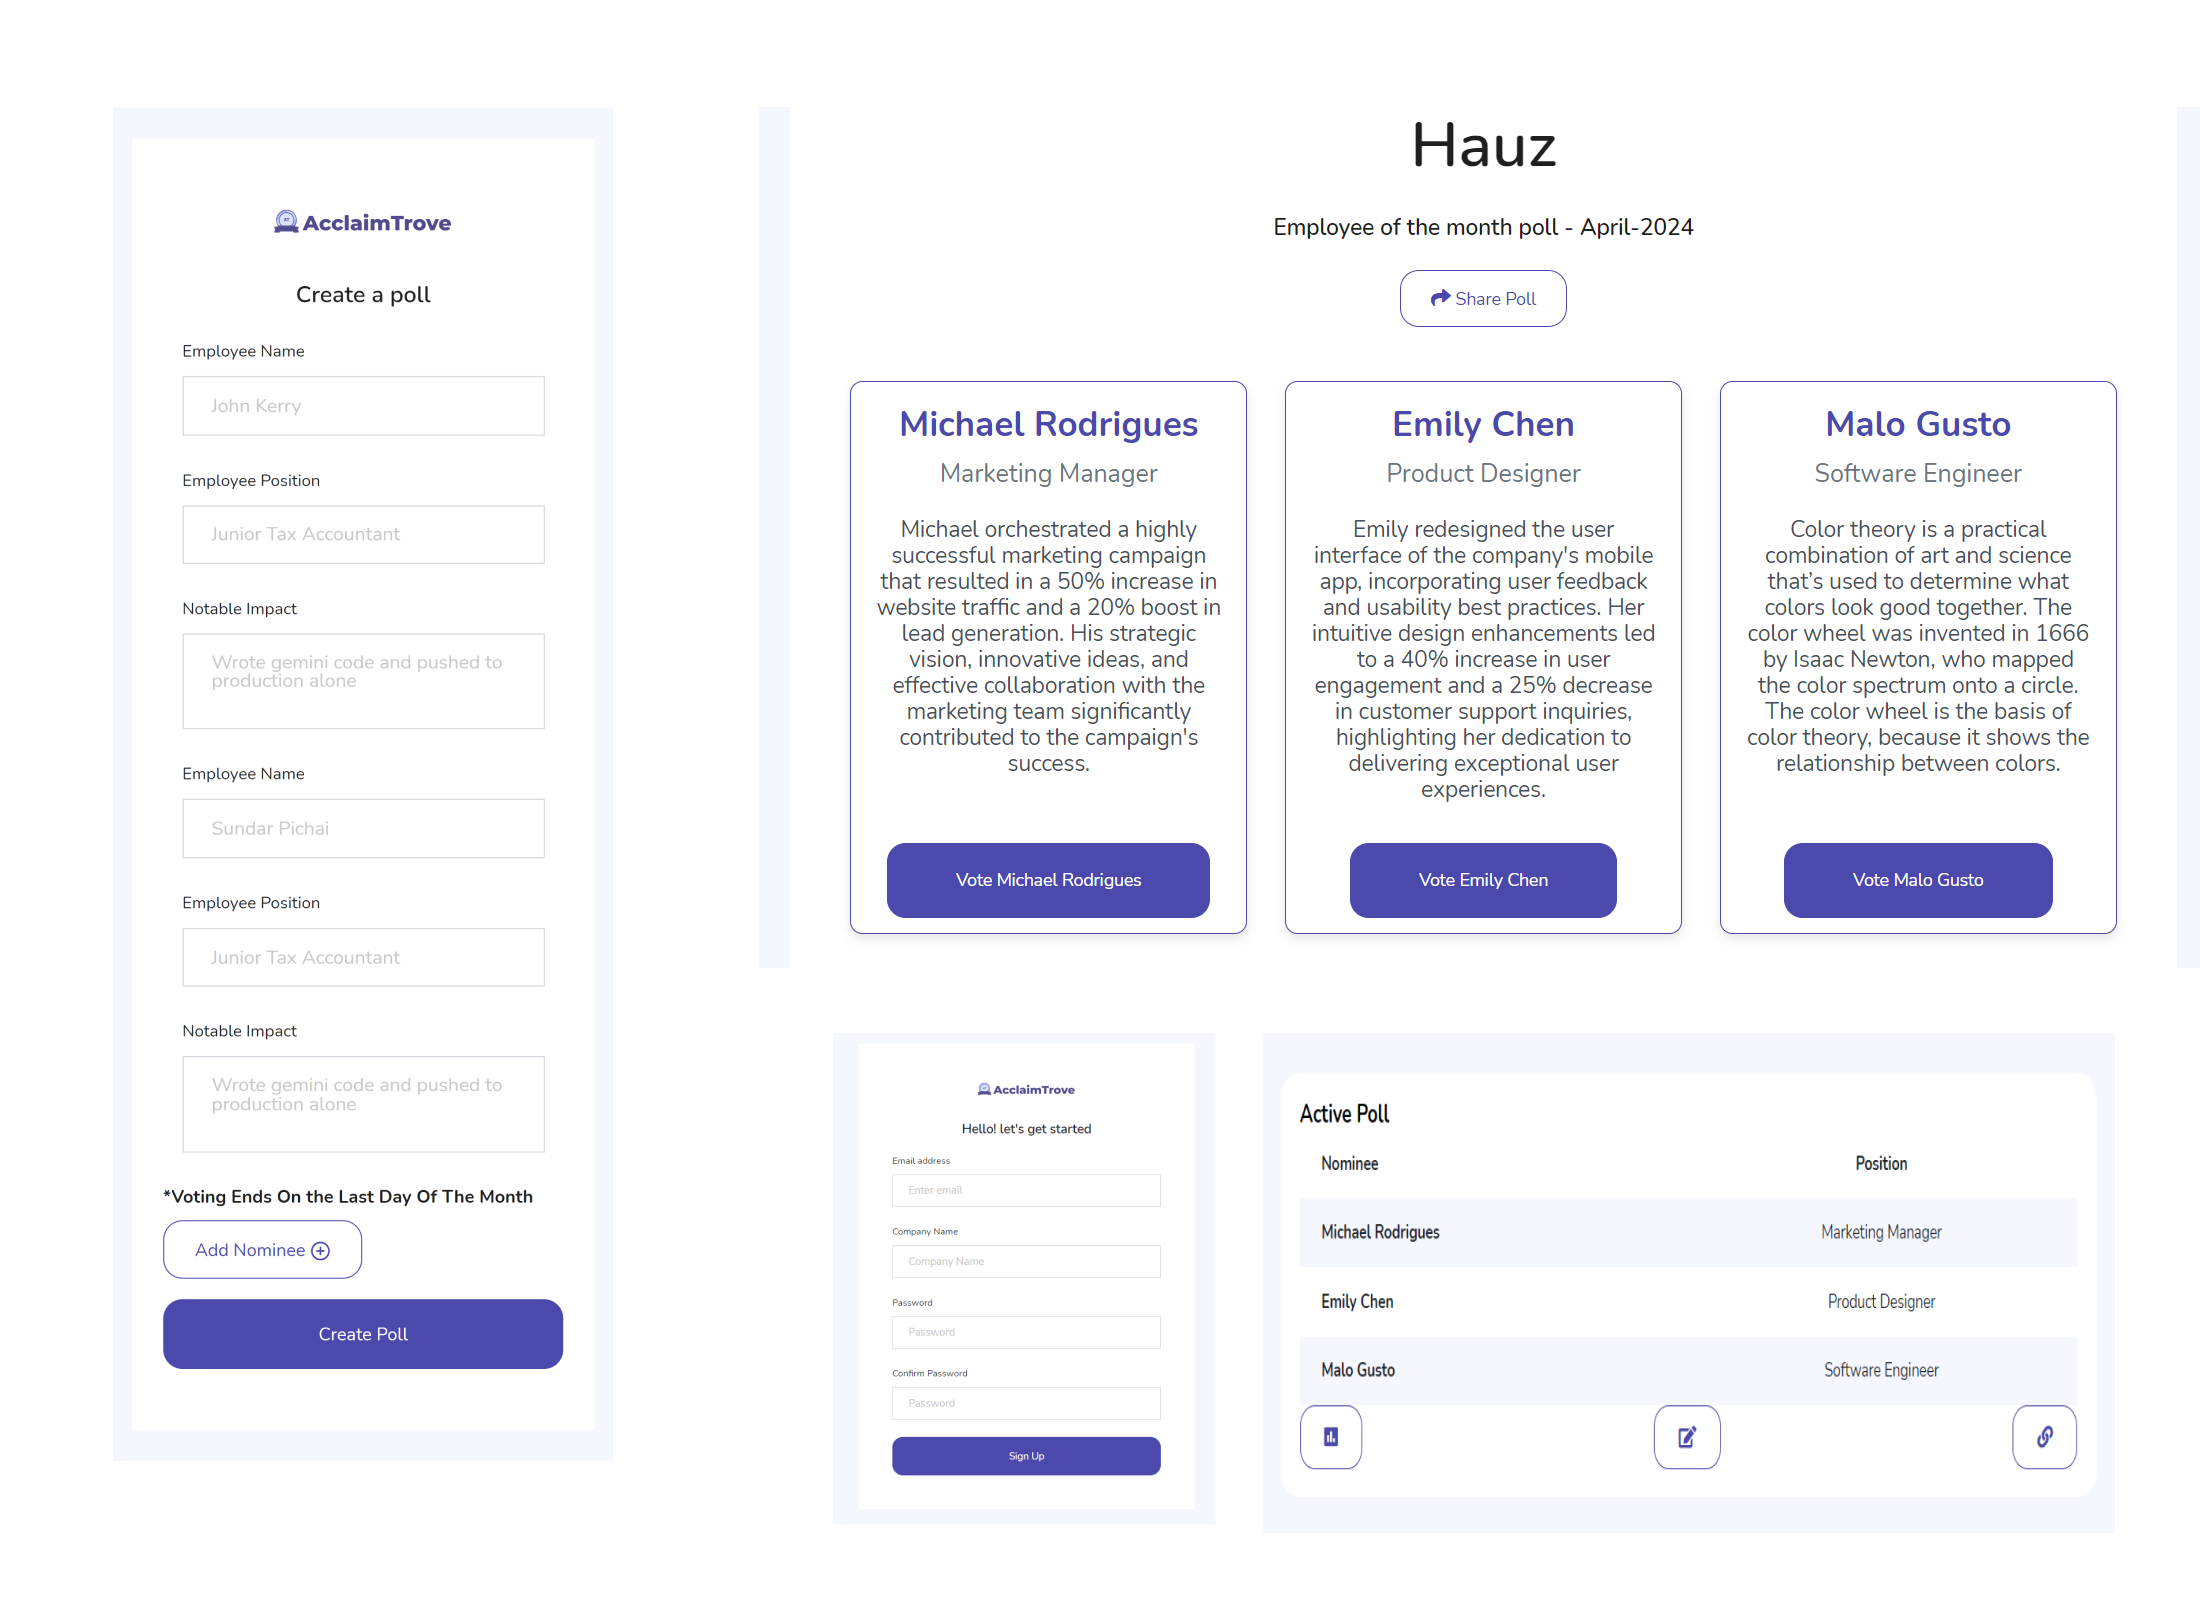 AT
AcclaimTrove
Create a poll
Employee Name
John Kerry
Employee Position
Junior Tax Accountant
Notable Impact
Wrote gemini code and pushed to
production alone
Employee Name
Sundar Pichai
Employee Position
Junior Tax Accountant
Notable Impact
Wrote gemini code and pushed to
production alone
*Voting Ends On the Last Day Of The Month
Add Nominee
Create Poll
Hauz
Employee of the month poll - April-2024
Share Poll
Michael Rodrigues
Marketing Manager
Michael orchestrated a highly
successful marketing campaign
that resulted in a 50% increase in
website traffic and a 20% boost in
lead generation. His strategic
vision, innovative ideas, and
effective collaboration with the
marketing team significantly
contributed to the campaign's
success.
Vote Michael Rodrigues
Emily Chen
Product Designer
Emily redesigned the user
interface of the company's mobile
app, incorporating user feedback
and usability best practices. Her
intuitive design enhancements led
to a 40% increase in user
engagement and a 25% decrease
in customer support inquiries,
highlighting her dedication to
delivering exceptional user
experiences.
Vote Emily Chen
Malo Gusto
Software Engineer
Color theory is a practical
combination of art and science
that’s used to determine what
colors look good together. The
color wheel was invented in 1666
by Isaac Newton, who mapped
the color spectrum onto a circle.
The color wheel is the basis of
color theory, because it shows the
relationship between colors.
Vote Malo Gusto
AcclaimTrove
Hello! let's get started
Email address
Enter email
Company Name
Company Name
Password
Password
Confirm Password
Password
Sign Up
Active Poll
Nominee Position
Michael Rodrigues Marketing Manager
Emily Chen Product Designer
Malo Gusto Software Engineer